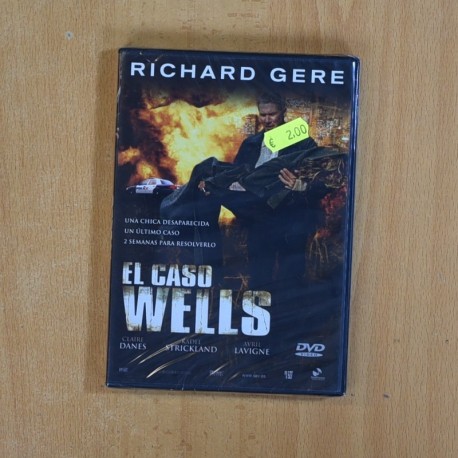 RICHARD GERE
€ 2,00
UNA CHICA DESAPARECIDA
UN ÚLTIMO CASO
2 SEMANAS PARA RESOLVERLO
EL CASO
WELLS
CLAIRE DANES
STRICKLAND
AVRIL LAVIGNE
DVD
VIDEO